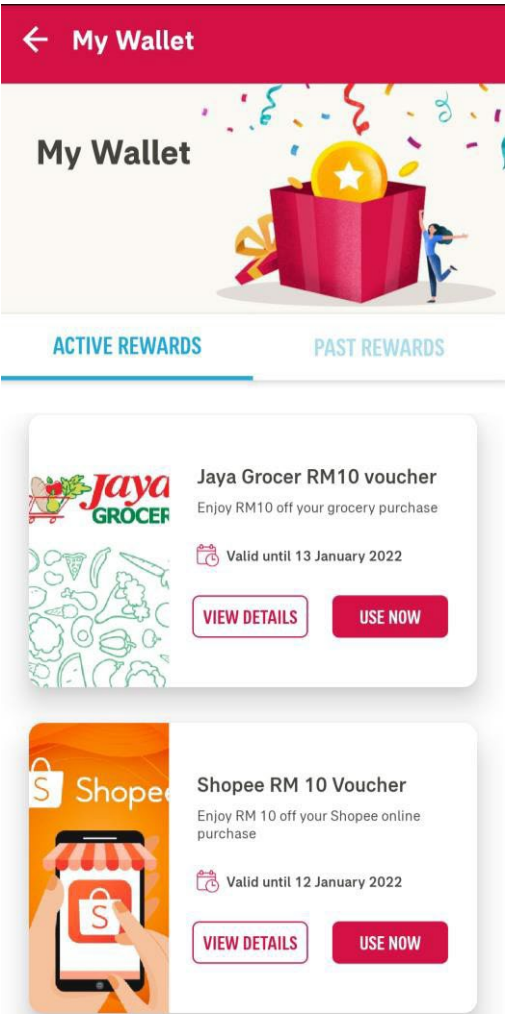 My Wallet
My Wallet
ACTIVE REWARDS
PAST REWARDS
Jaya
GROCER
Jaya Grocer RM10 voucher
Enjoy RM10 off your grocery purchase
Valid until 13 January 2022
VIEW DETAILS
USE NOW
S Shopee
S
Shopee RM 10 Voucher
Enjoy RM 10 off your Shopee online
purchase
Valid until 12 January 2022
VIEW DETAILS
USE NOW